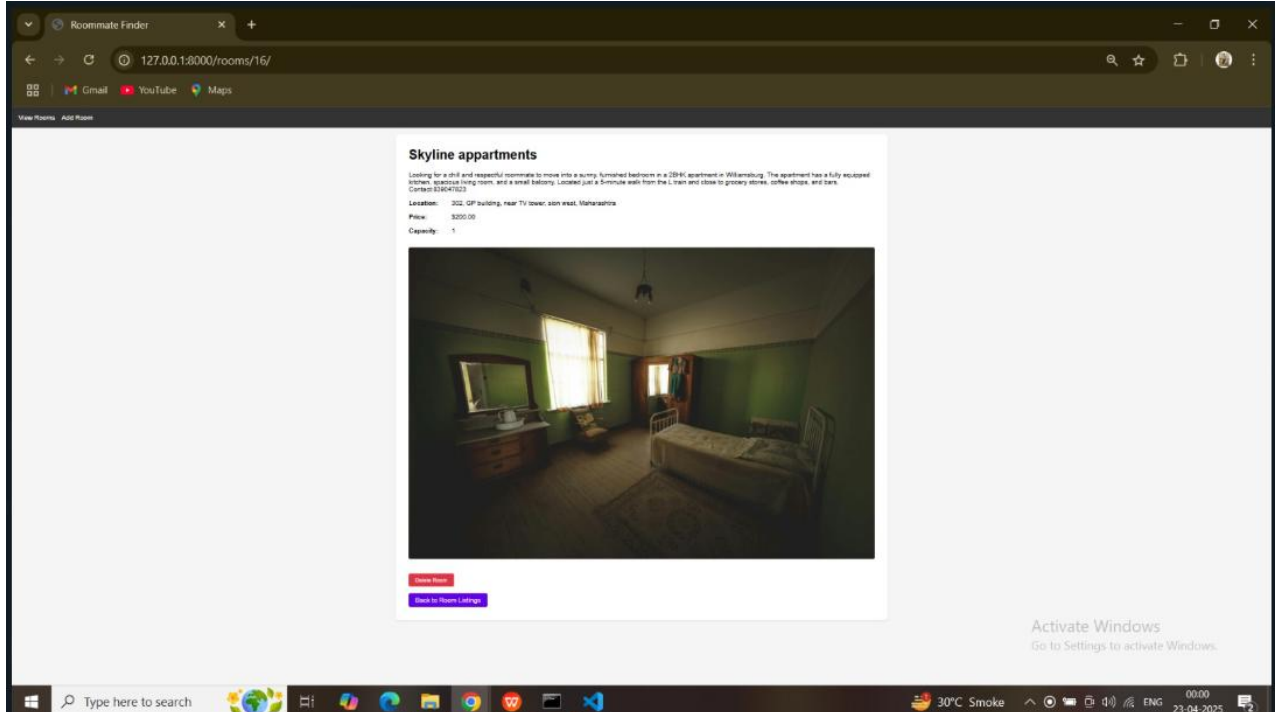 Roommate Finder
127.0.0.1:8000/rooms/16/
Gmail YouTube Maps
View Rooms Add Room
Skyline appartments
Looking for a chill and respectful roommate to move into a sunny, furnished bedroom in a 2BHK apartment in Williamsburg. The apartment has a fully equipped
kitchen, spacious living room, and a small balcony. Located just a 5-minute walk from the L train and close to grocery stores, coffee shops, and bars.
Contact:839047823
Location: 302, GP building, near TV tower, sion west, Maharashtra
Price: $200.00
Capacity: 1
Delete Room
Back to Room Listings
Activate Windows
Go to Settings to activate Windows.
Type here to search
30°C Smoke
ENG
00:00
23-04-2025
2